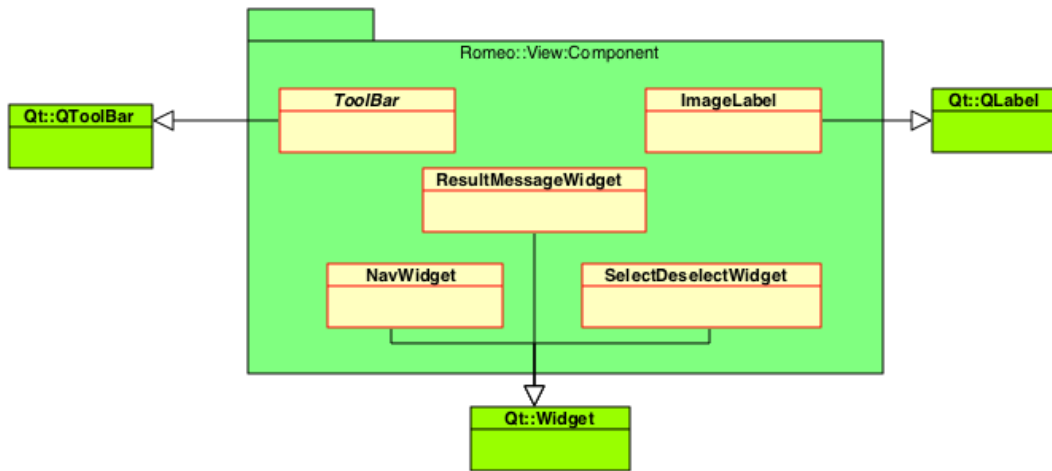 Romeo::View:Component
ToolBar
ImageLabel
Qt::QToolBar
Qt::QLabel
ResultMessageWidget
NavWidget
SelectDeselectWidget
Qt::Widget